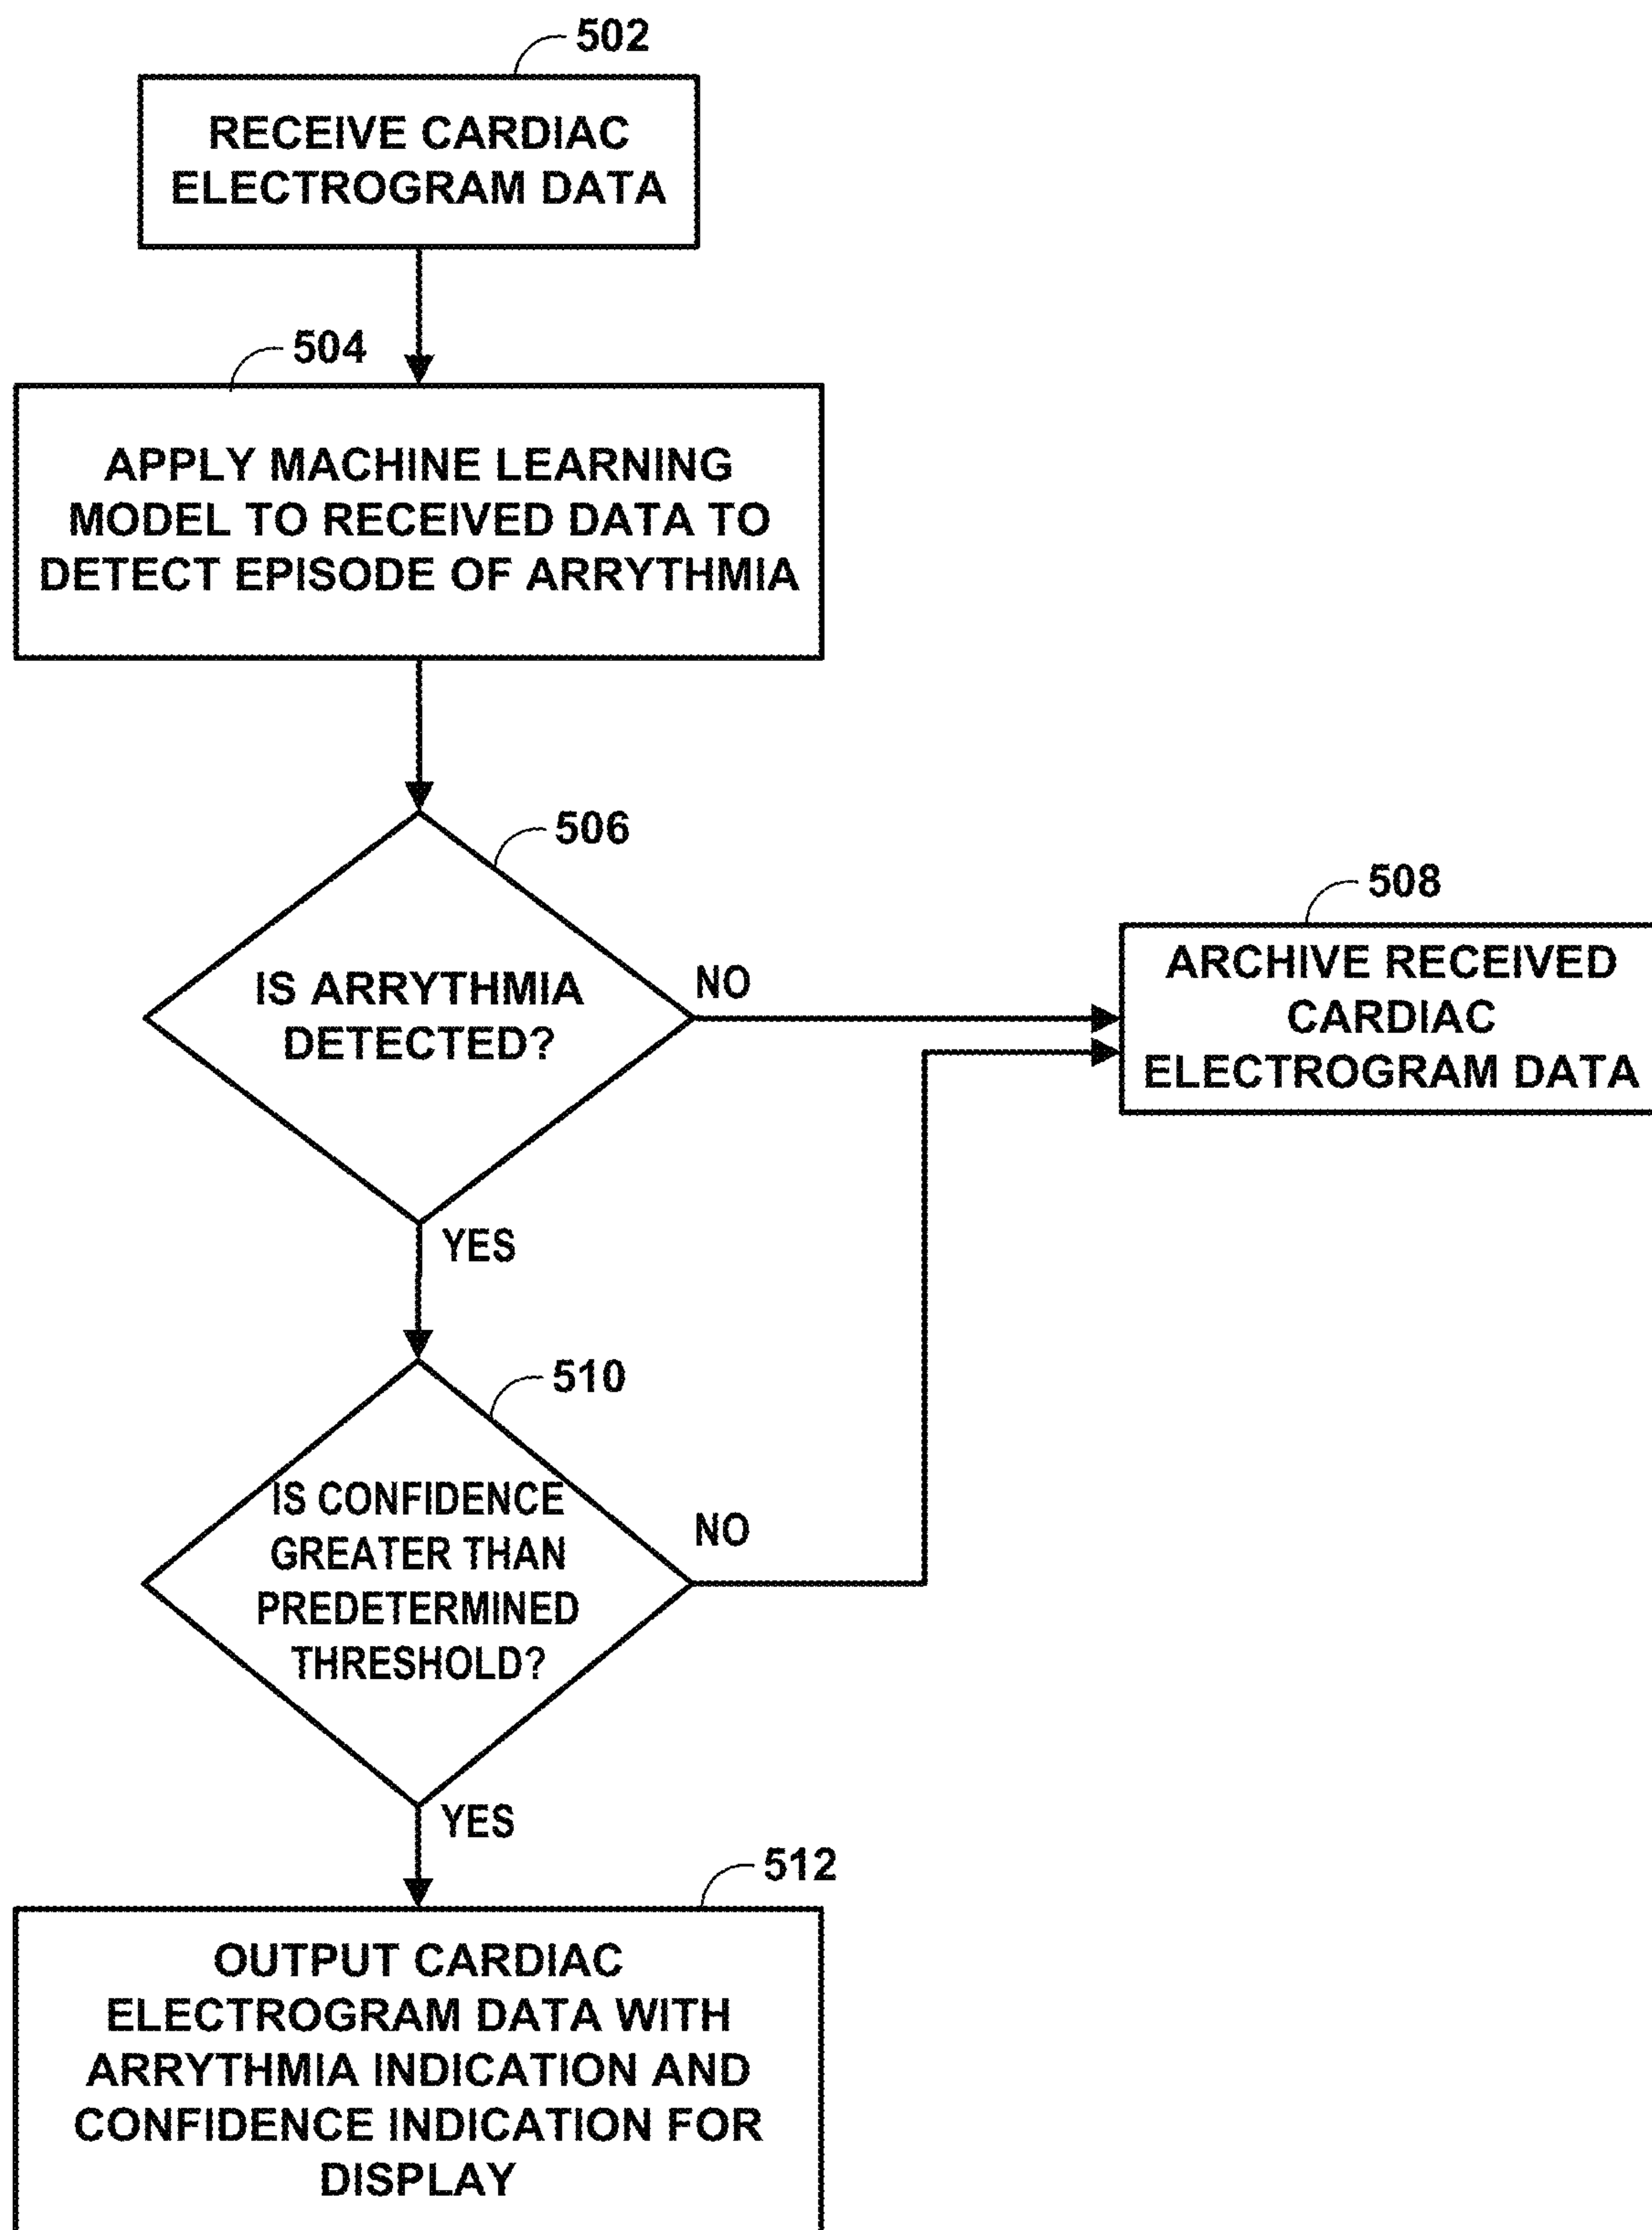 502
RECEIVE CARDIAC
ELECTROGRAM DATA
504
APPLY MACHINE LEARNING
MODEL TO RECEIVED DATA TO
DETECT EPISODE OF ARRYTHMIA
506
IS ARRYTHMIA
DETECTED?
NO
508
ARCHIVE RECEIVED
CARDIAC
ELECTROGRAM DATA
YES
510
IS CONFIDENCE
GREATER THAN
PREDETERMINED
THRESHOLD?
NO
YES
512
OUTPUT CARDIAC
ELECTROGRAM DATA WITH
ARRYTHMIA INDICATION AND
CONFIDENCE INDICATION FOR
DISPLAY